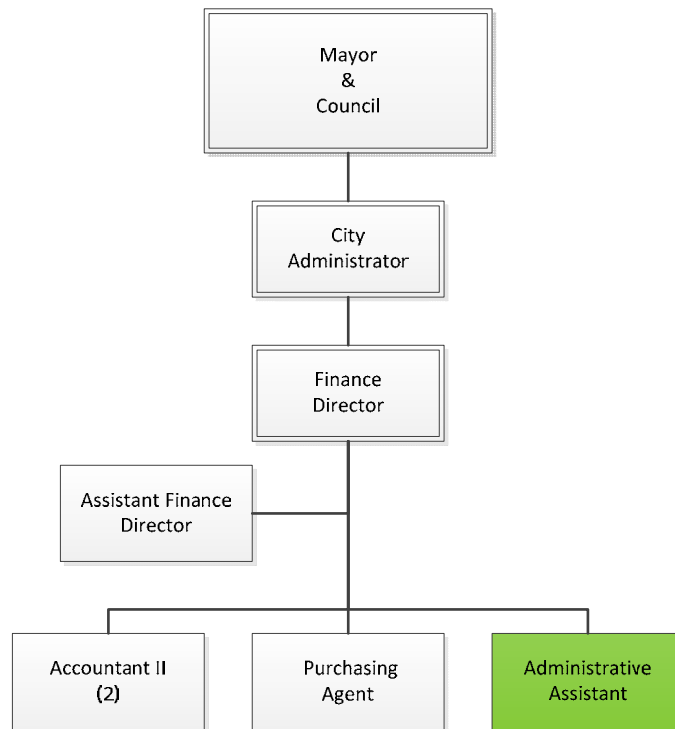 Mayor
&
Council
City
Administrator
Finance
Director
Assistant Finance
Director
Accountant II
(2)
Purchasing
Agent
Administrative
Assistant